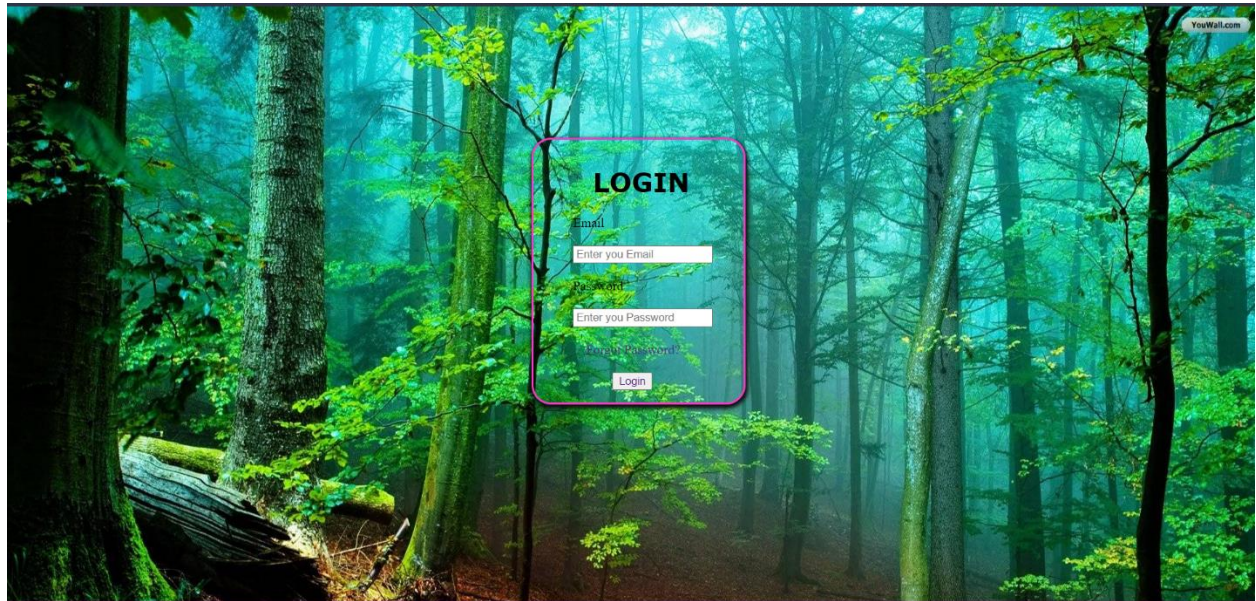 YouWall.com
LOGIN
Email
Enter you Email
Password
Enter you Password
Forgot Password?
Login